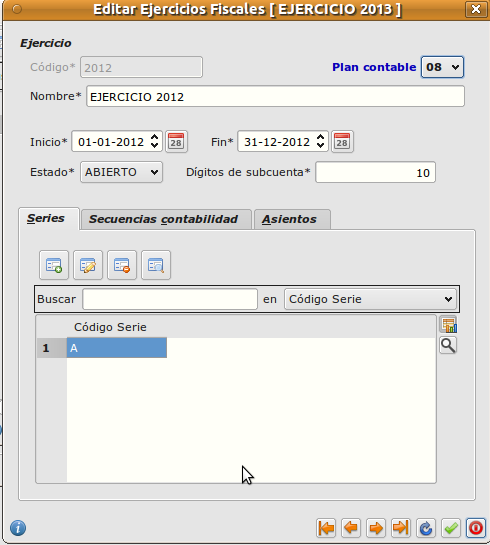 Editar Ejercicios Fiscales [ EJERCICIO 2013 ]
Ejercicio
Código* 2012 Plan contable 08
Nombre* EJERCICIO 2012
Inicio* 01-01-2012 28 Fin* 31-12-2012 28
Estado* ABIERTO Dígitos de subcuenta* 10
Series Secuencias contabilidad Asientos
Buscar en Código Serie
Código Serie
1 A